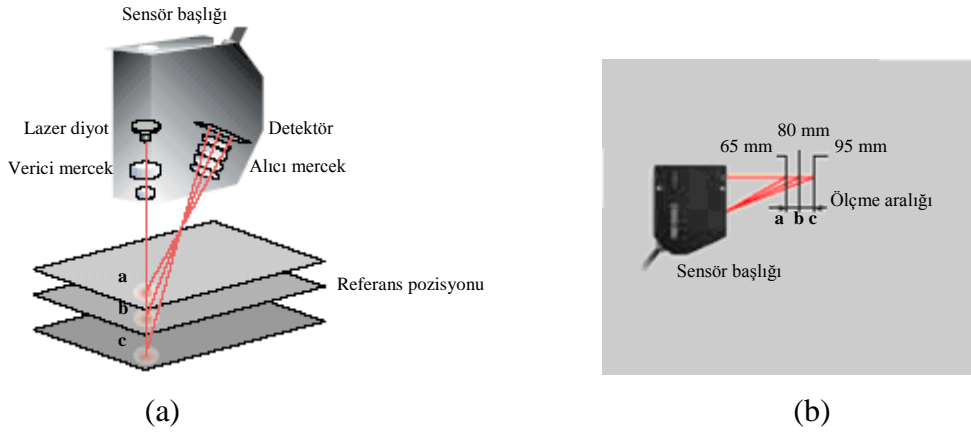 Sensör başlığı
Lazer diyot
Detektör
Verici mercek
Alıcı mercek
a
b
c
Referans pozisyonu
(a)
80 mm
65 mm
95 mm
Ölçme aralığı
a b c
Sensör başlığı
(b)